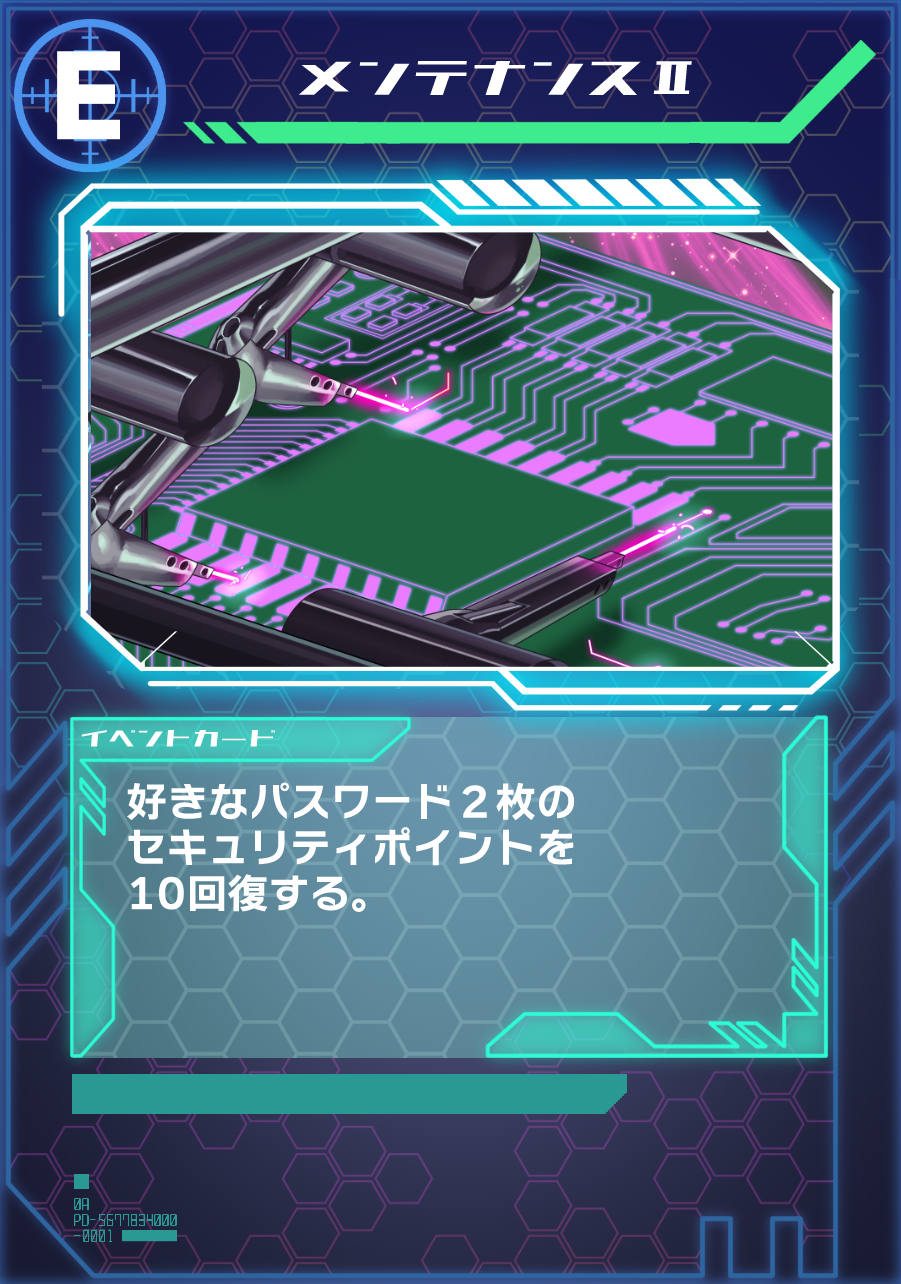 E
メンテナンスⅢ
イベントカード
好きなパスワード２枚の
セキュリティポイントを
10回復する。
0A
PD-5677834000
-0001